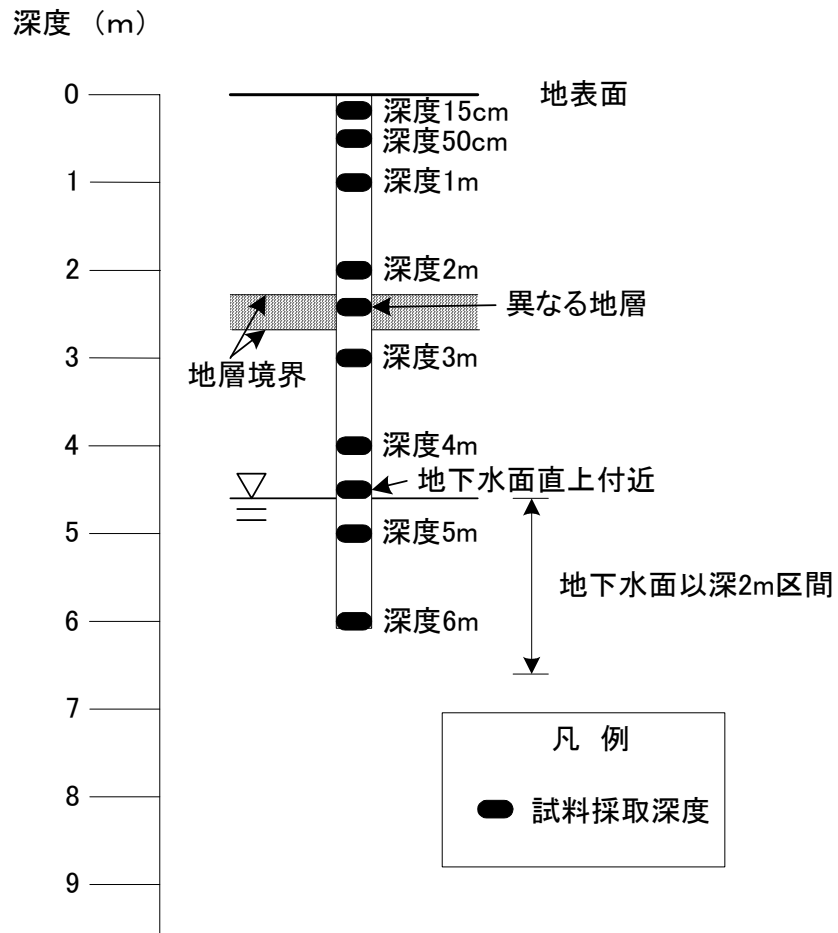 深度 （m）
0
地表面
深度15cm
深度50cm
1
深度1m
2
深度2m
異なる地層
3
深度3m
地層境界
4
深度4m
地下水面直上付近
5
深度5m
地下水面以深2m区間
6
深度6m
7
凡 例
8
試料採取深度
9